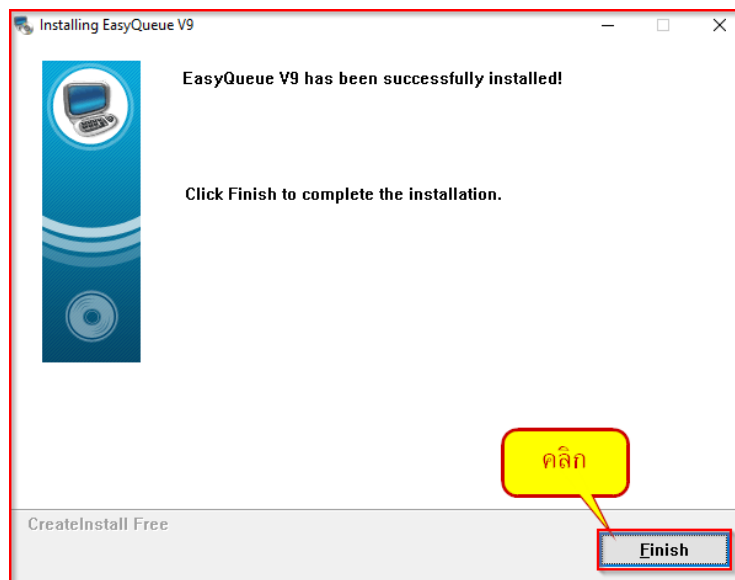 Installing EasyQueue V9
EasyQueue V9 has been successfully installed!
Click Finish to complete the installation.
คลิก
CreateInstall Free
Finish